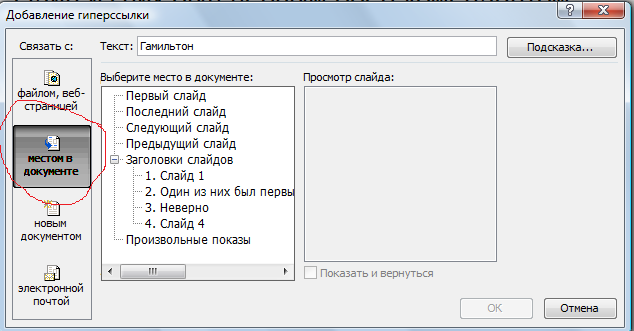 Добавление гиперссылки
Связать с:
Текст:
Гамильтон
Подсказка...
файлом, веб-
страницей
местом в
документе
новым
документом
электронной
почтой
Выберите место в документе:
Первый слайд
Последний слайд
Следующий слайд
Предыдущий слайд
Заголовки слайдов
1. Слайд 1
2. Один из них был первы
3. Неверно
4. Слайд 4
Произвольные показы
Просмотр слайда:
Показать и вернуться
ОК
Отмена